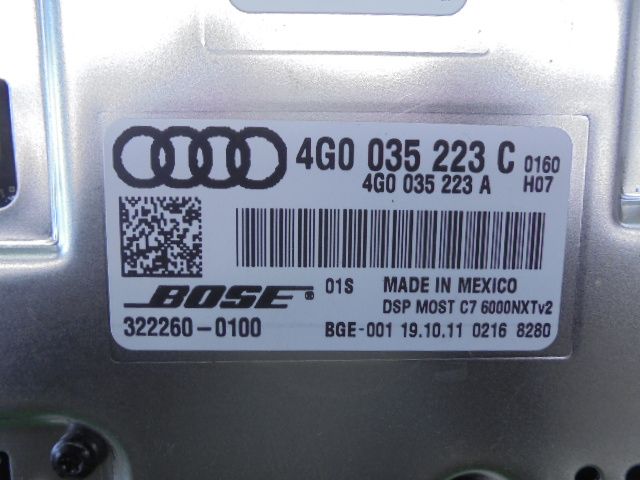 4G0 035 223 C 0160
4G0 035 223 A H07
BOSE® 01S MADE IN MEXICO
DSP MOST C7 6000NXTv2
322260-0100 BGE-001 19.10.11 0216 8280